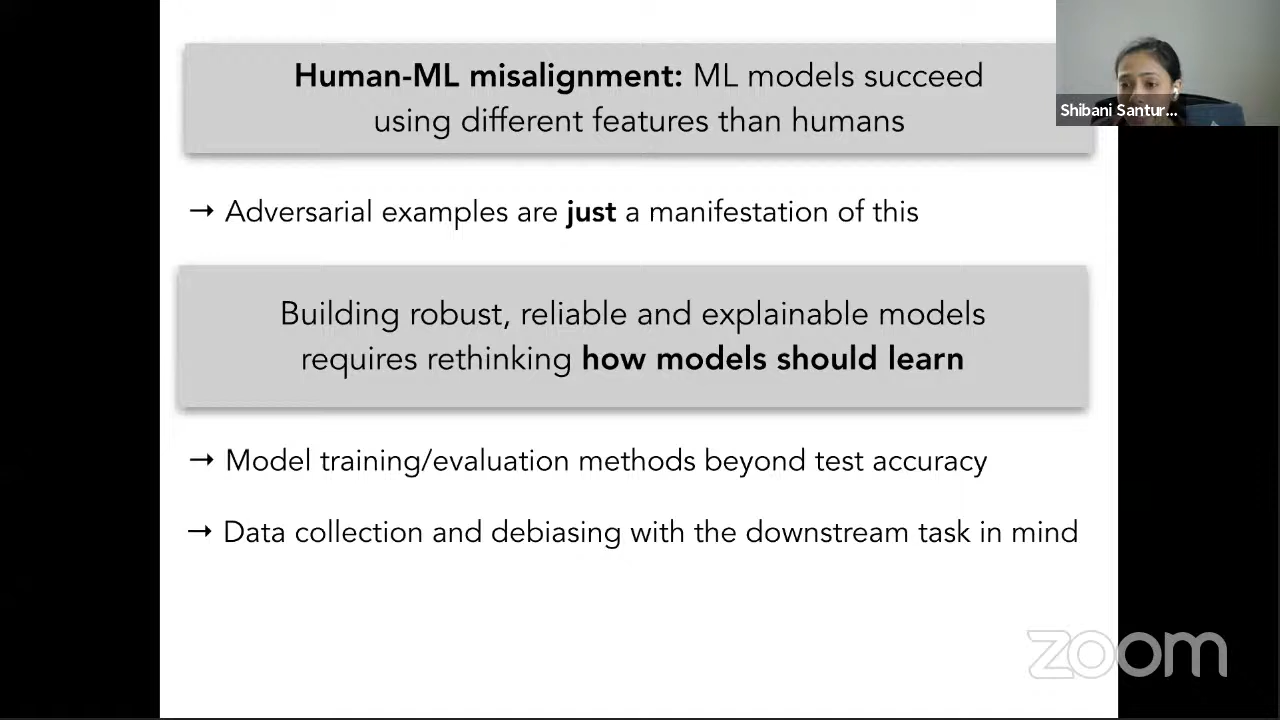 Human-ML misalignment: ML models succeed
using different features than humans
Shibani Santur...
→ Adversarial examples are just a manifestation of this
Building robust, reliable and explainable models
requires rethinking how models should learn
→ Model training/evaluation methods beyond test accuracy
→ Data collection and debiasing with the downstream task in mind
zoom